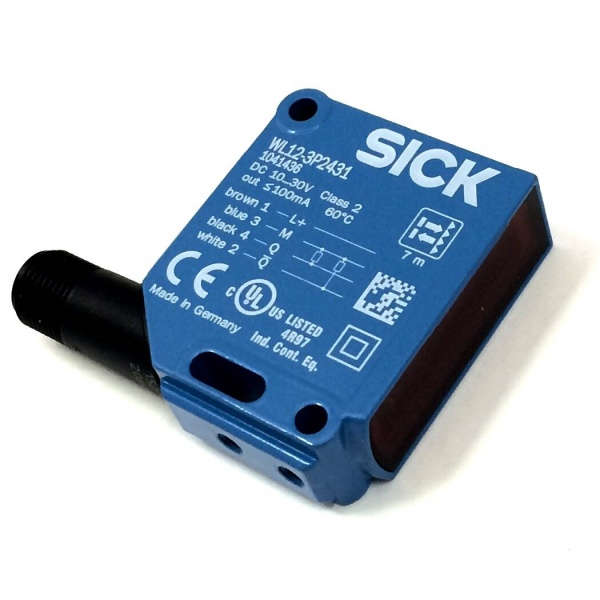 SICK
WL12-3P2431
1041436
DC 10...30V Class 2
out ≤100mA 60°C
brown 1 L+
blue 3 M
black 4 Q
white 2 Q̅
7 m
CE
C UL US LISTED
4R97
Ind. Cont. Eq.
Made in Germany